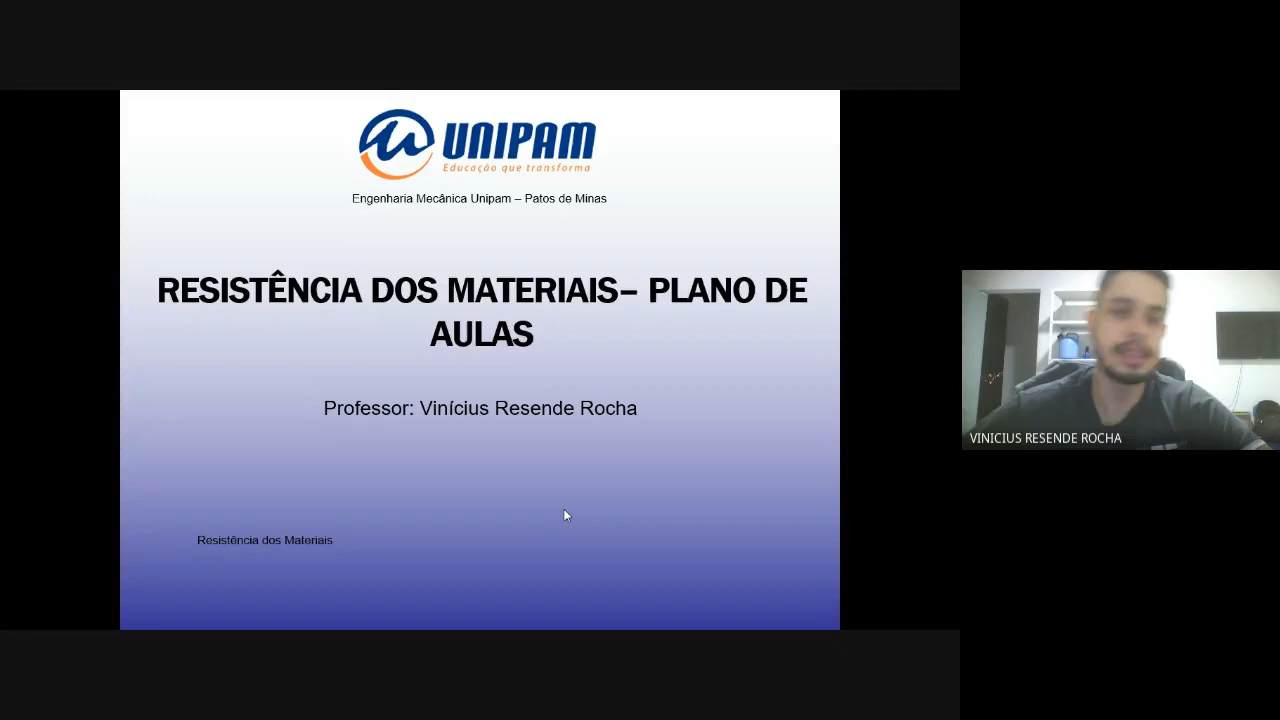 UNIPAM
Educação que transforma
Engenharia Mecânica Unipam – Patos de Minas
RESISTÊNCIA DOS MATERIAIS– PLANO DE
AULAS
Professor: Vinícius Resende Rocha
Resistência dos Materiais
VINICIUS RESENDE ROCHA